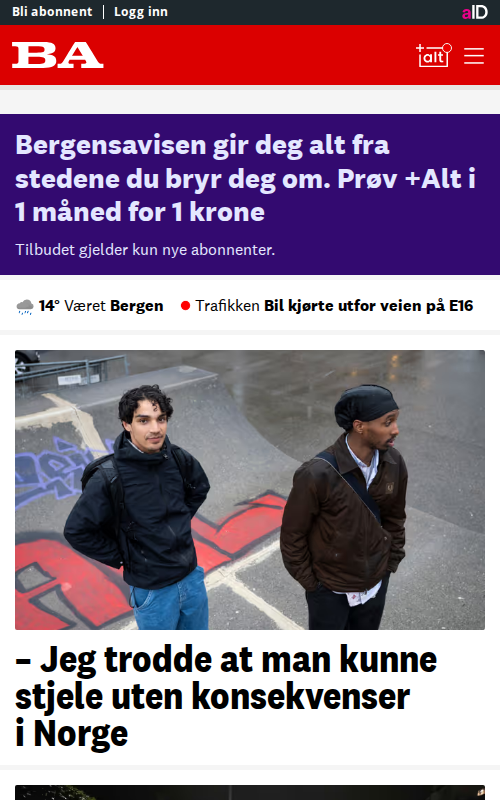 Bli abonnent | Logg inn
aID
BA
+alt
Bergensavisen gir deg alt fra
stedene du bryr deg om. Prøv +Alt i
1 måned for 1 krone
Tilbudet gjelder kun nye abonnenter.
14° Været Bergen
Trafikken Bil kjørte utfor veien på E16
– Jeg trodde at man kunne
stjele uten konsekvenser
i Norge